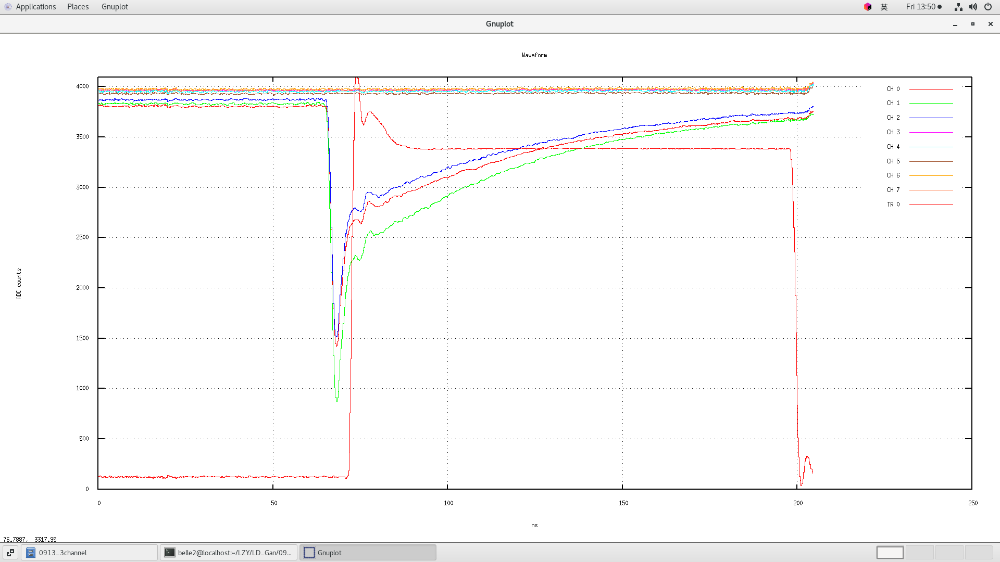 Applications Places Gnuplot 英 Fri 13:50
Gnuplot
Waveform
4000
3500
3000
2500
2000
1500
1000
500
0
ADC counts
CH 0
CH 1
CH 2
CH 3
CH 4
CH 5
CH 6
CH 7
TR 0
0 50 100 150 200 250
ns
76.7887, 3317.95
0913_3channel belle2@localhost:~/LZY/LD_Gan/09... Gnuplot